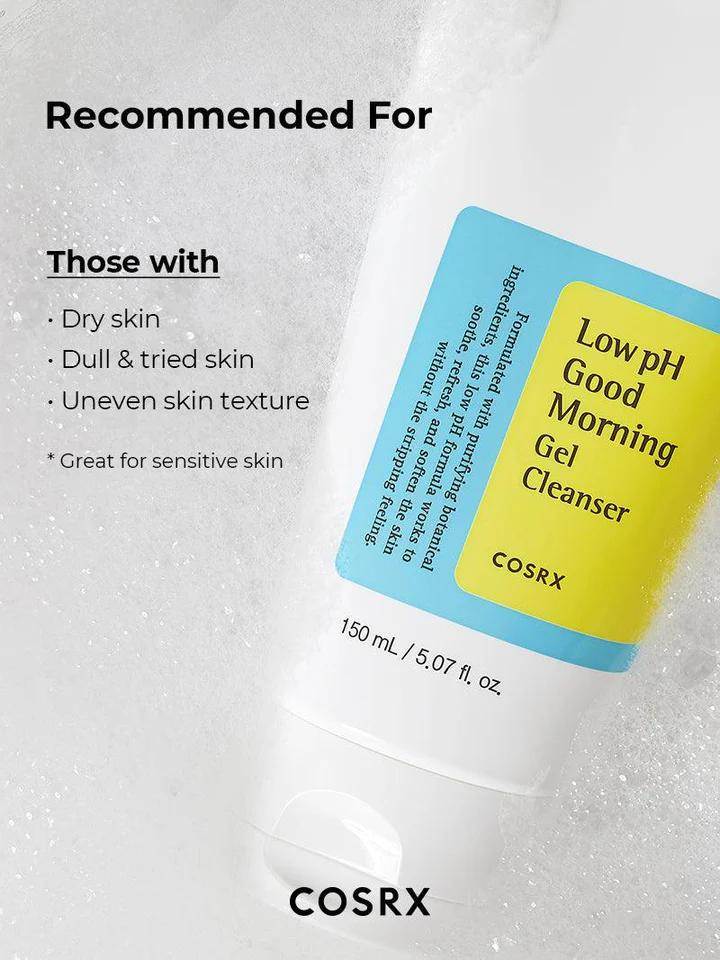 Recommended For
Those with
• Dry skin
• Dull & tried skin
• Uneven skin texture
* Great for sensitive skin
Formulated with purifying botanical
ingredients, this low pH formula works to
soothe, refresh, and soften the skin
without the stripping feeling.
Low pH
Good
Morning
Gel
Cleanser
COSRX
150 mL / 5.07 fl. oz.
COSRX